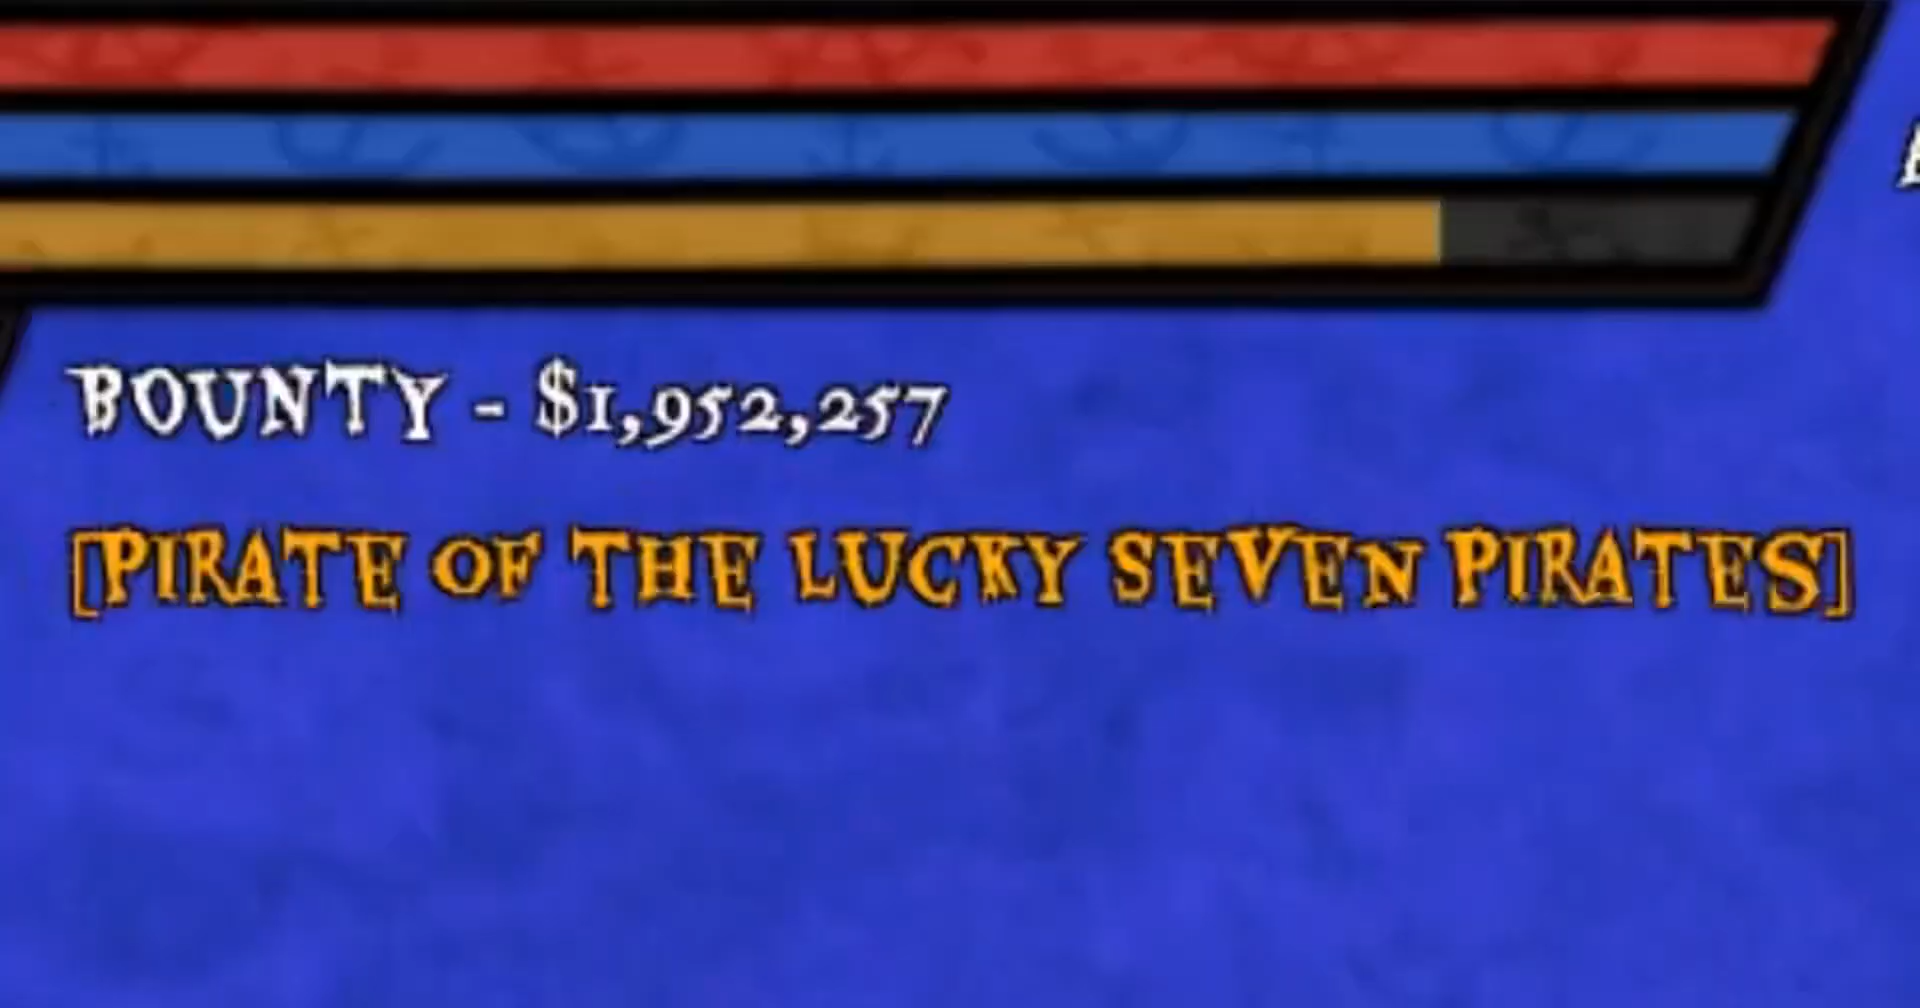 BOUNTY - $1,952,257
[PIRATE OF THE LUCKY SEVEN PIRATES]